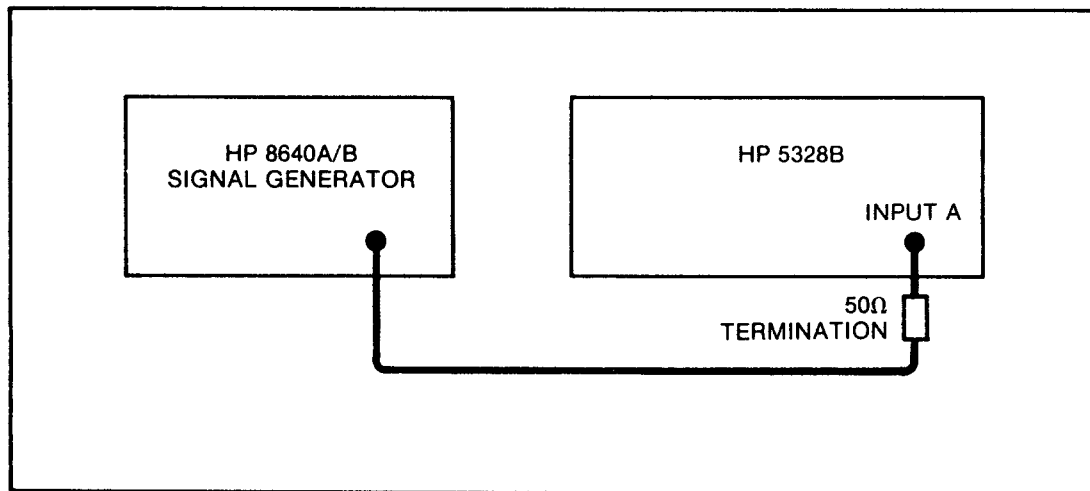 HP 8640A/B
SIGNAL GENERATOR
HP 5328B
INPUT A
50Ω
TERMINATION